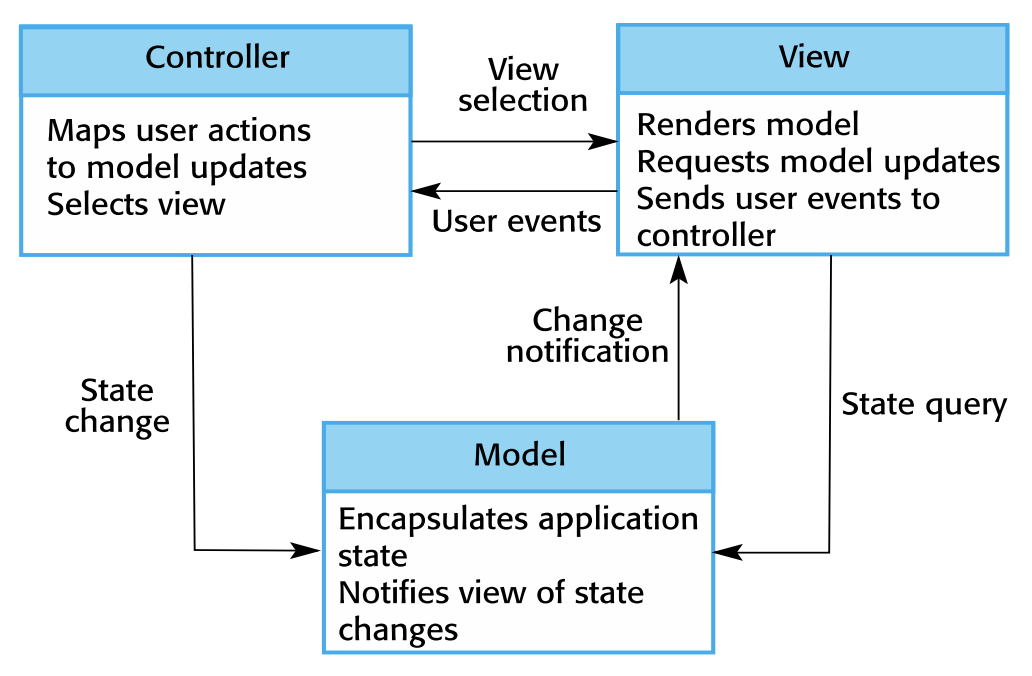 Controller
Maps user actions
to model updates
Selects view
View
selection
User events
View
Renders model
Requests model updates
Sends user events to
controller
State
change
Change
notification
State query
Model
Encapsulates application
state
Notifies view of state
changes